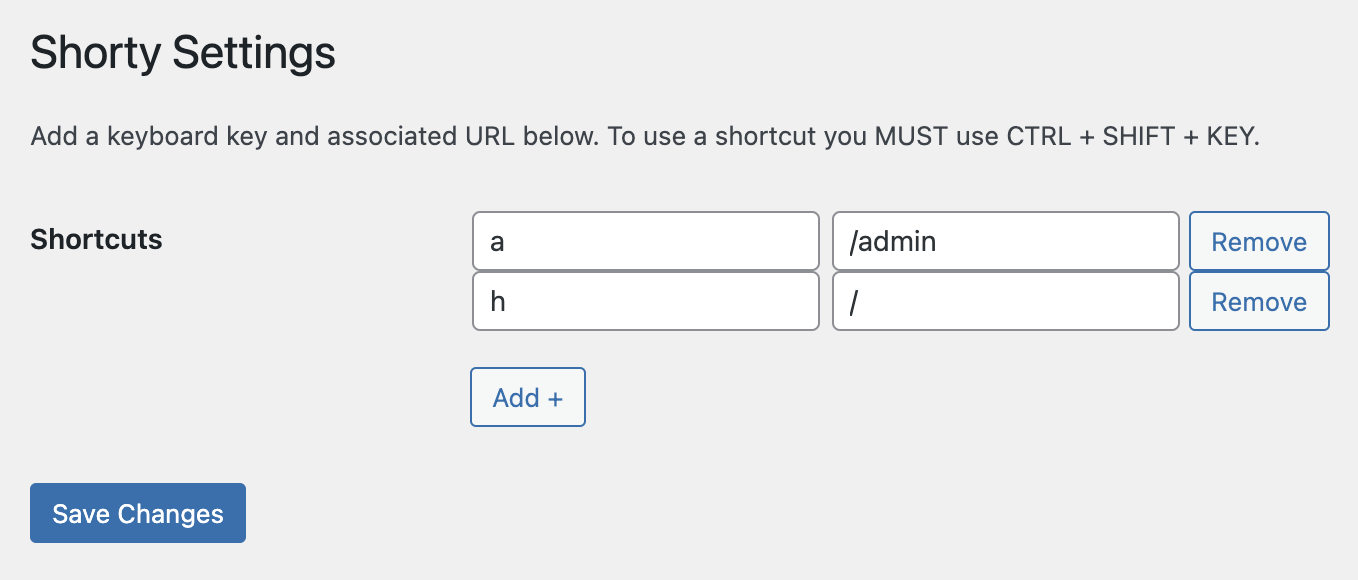 Shorty Settings
Add a keyboard key and associated URL below. To use a shortcut you MUST use CTRL + SHIFT + KEY.
Shortcuts a /admin Remove
h / Remove
Add +
Save Changes